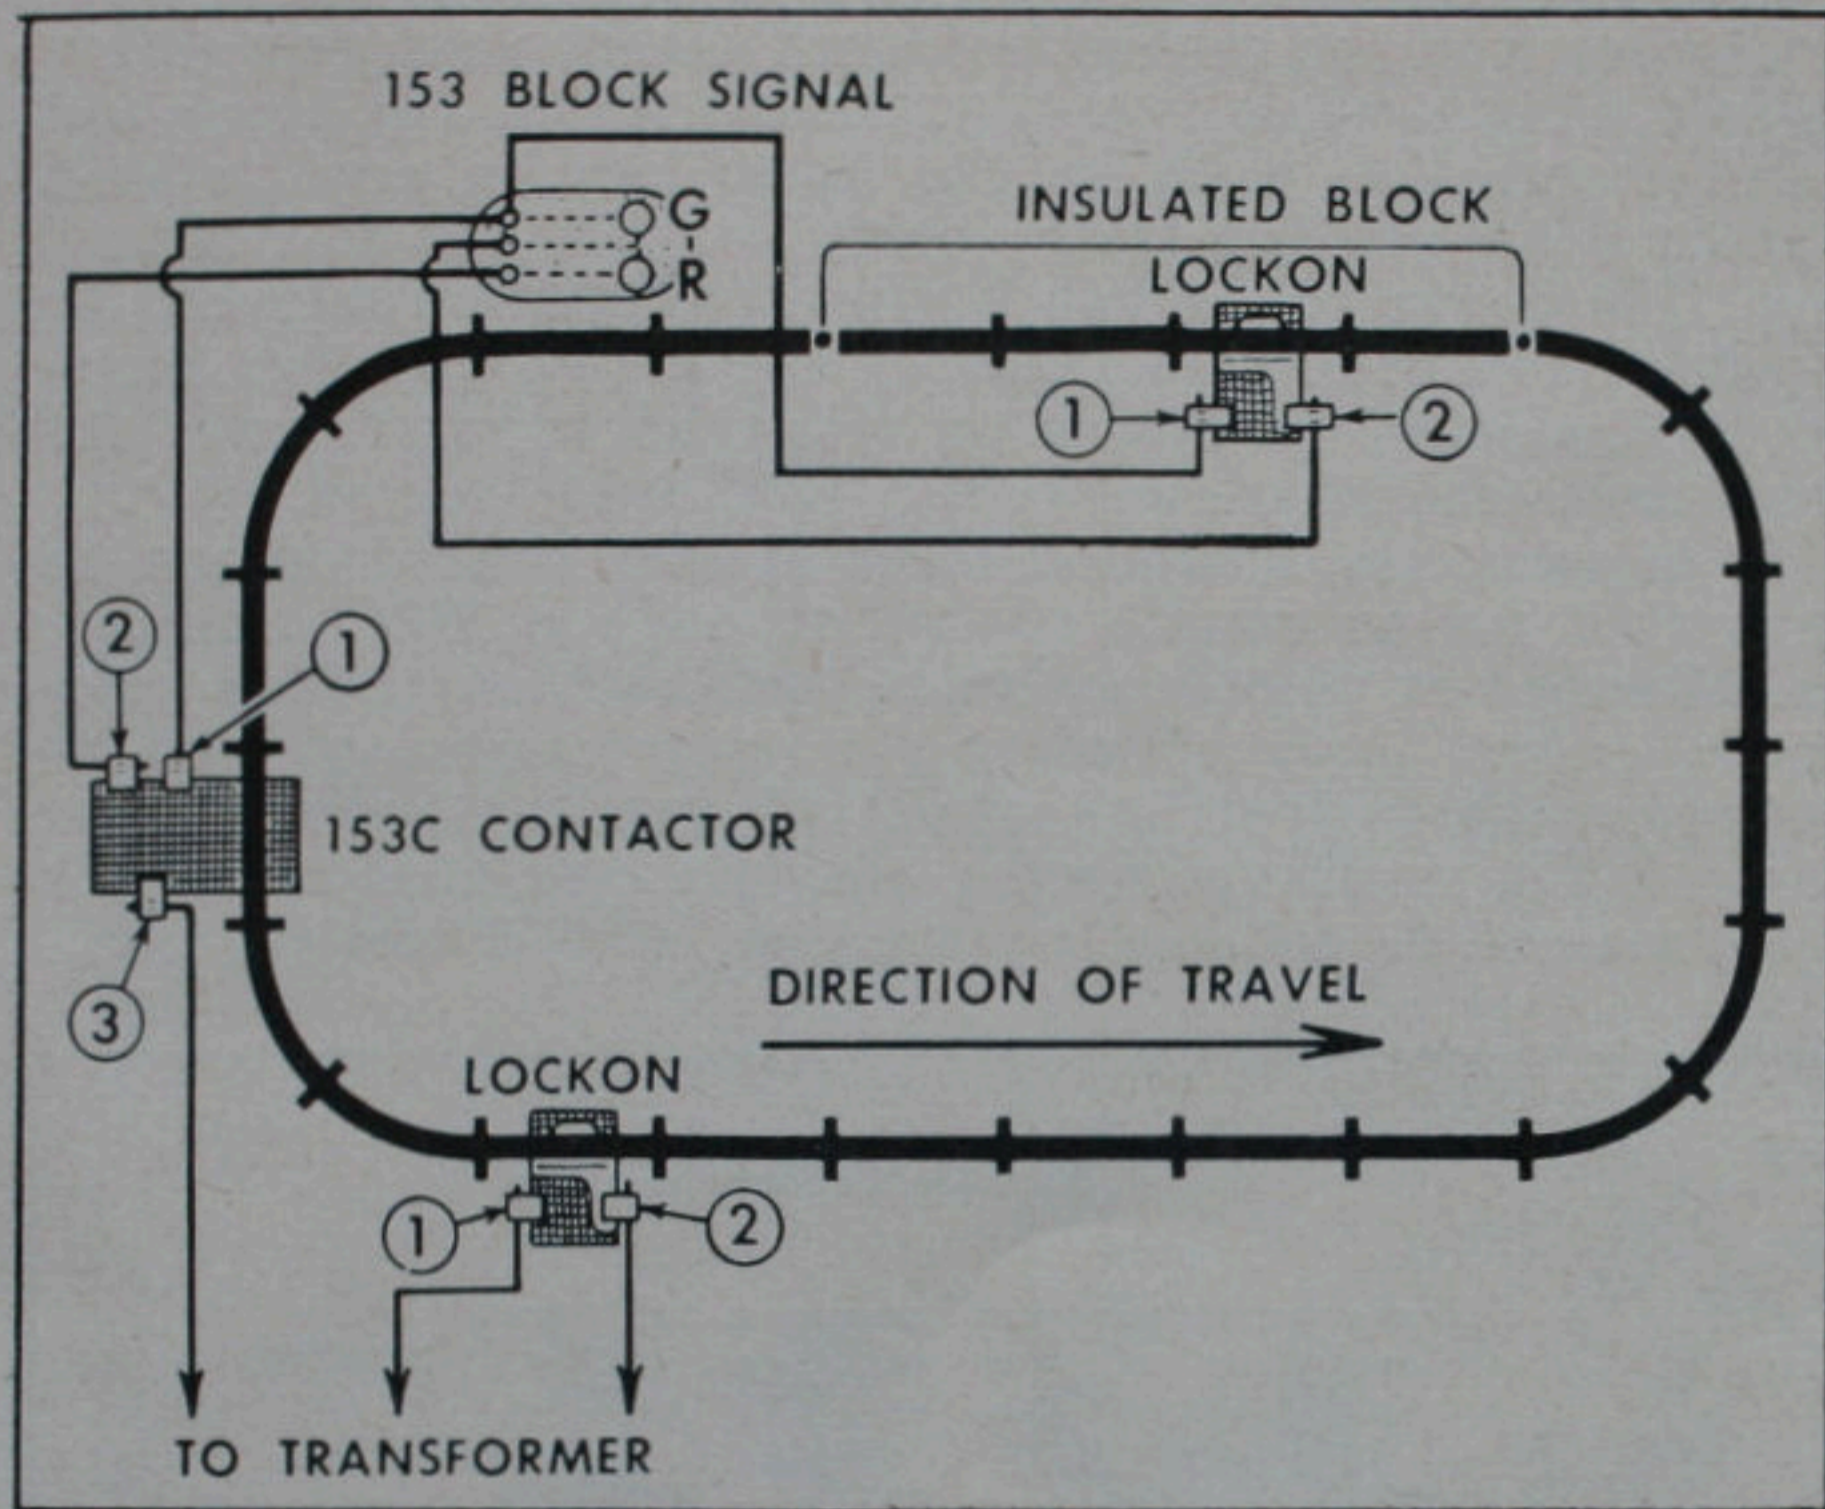 153 BLOCK SIGNAL
G
R
INSULATED BLOCK
LOCKON
1
2
2
1
153C CONTACTOR
3
DIRECTION OF TRAVEL
LOCKON
1
2
TO TRANSFORMER